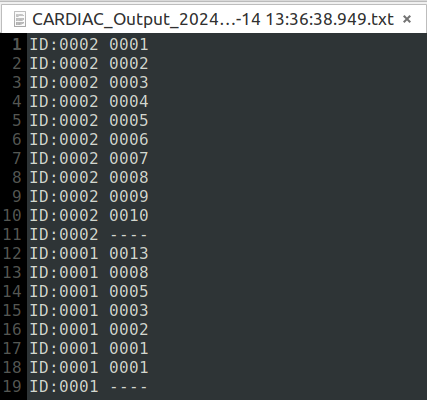 CARDIAC_Output_2024...-14 13:36:38.949.txt ×
1 ID:0002 0001
2 ID:0002 0002
3 ID:0002 0003
4 ID:0002 0004
5 ID:0002 0005
6 ID:0002 0006
7 ID:0002 0007
8 ID:0002 0008
9 ID:0002 0009
10 ID:0002 0010
11 ID:0002 ----
12 ID:0001 0013
13 ID:0001 0008
14 ID:0001 0005
15 ID:0001 0003
16 ID:0001 0002
17 ID:0001 0001
18 ID:0001 0001
19 ID:0001 ----